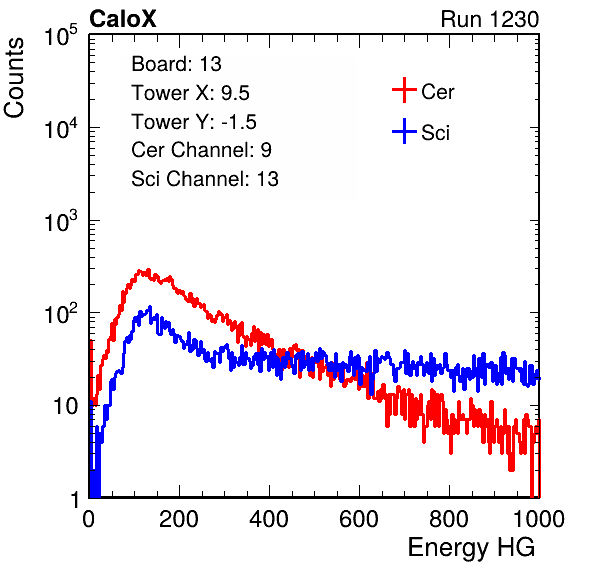 CaloX Run 1230
Counts
10^5
10^4
10^3
10^2
10
1
Board: 13
Tower X: 9.5
Tower Y: -1.5
Cer Channel: 9
Sci Channel: 13
Cer
Sci
0 200 400 600 800 1000
Energy HG